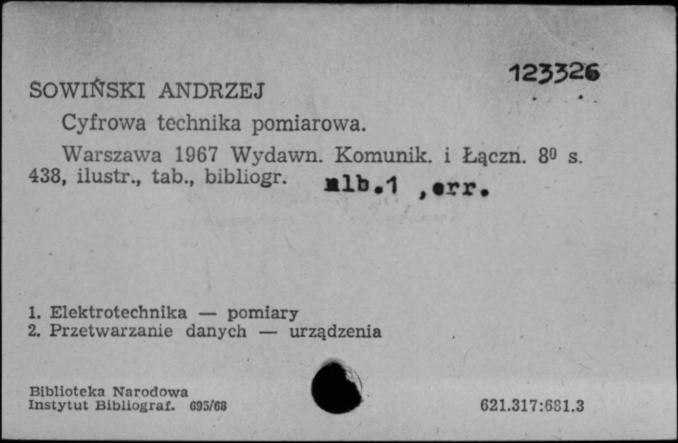 123326
SOWIŃSKI ANDRZEJ
Cyfrowa technika pomiarowa.
Warszawa 1967 Wydawn. Komunik. i Łączn. 8⁰ s.
438, ilustr., tab., bibliogr. nlb.1 ,err.
1. Elektrotechnika — pomiary
2. Przetwarzanie danych — urządzenia
Biblioteka Narodowa
Instytut Bibliograf. 695/68
621.317:681.3